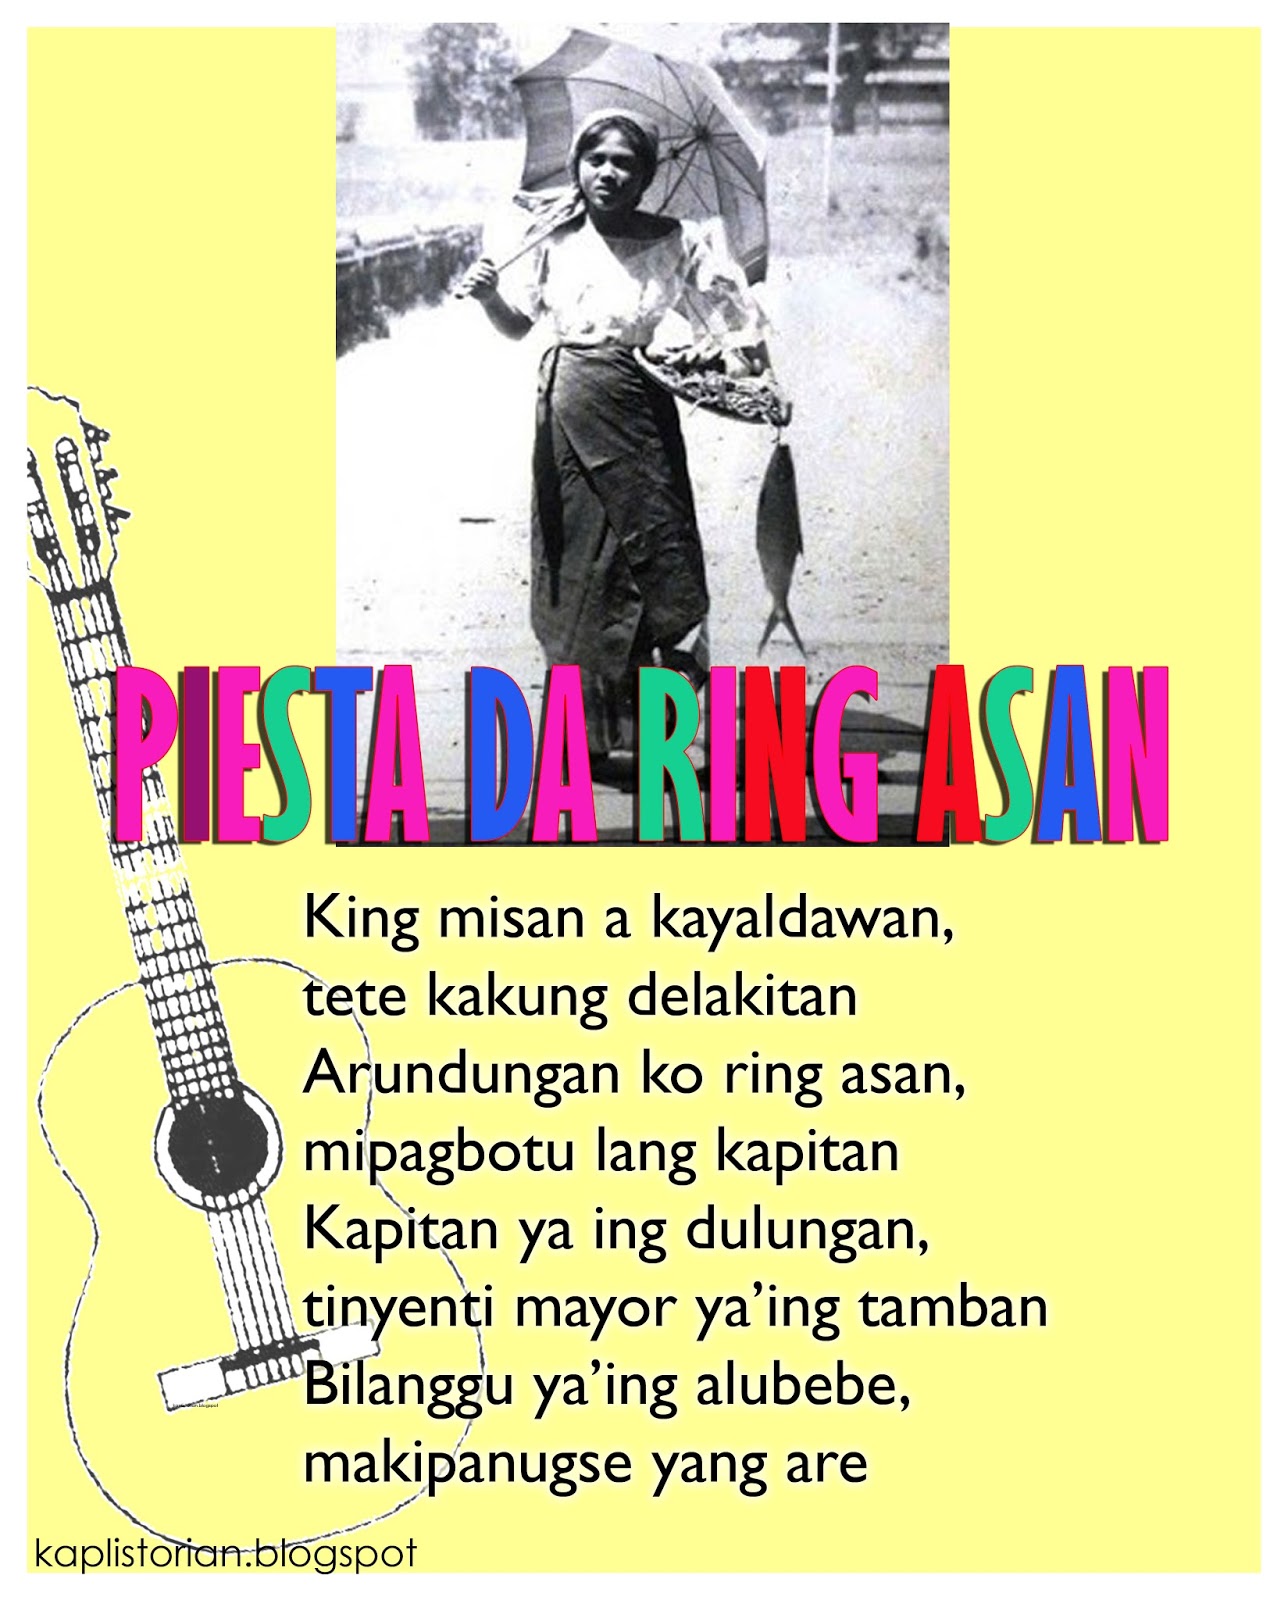 PIESTA DA RING ASAN
King misan a kayaldawan,
tete kakung delakitan
Arundungan ko ring asan,
mipagbotu lang kapitan
Kapitan ya ing dulungan,
tinyenti mayor ya’ing tamban
Bilanggu ya’ing alubebe,
makipanugse yang are
kaplistorian.blogspot